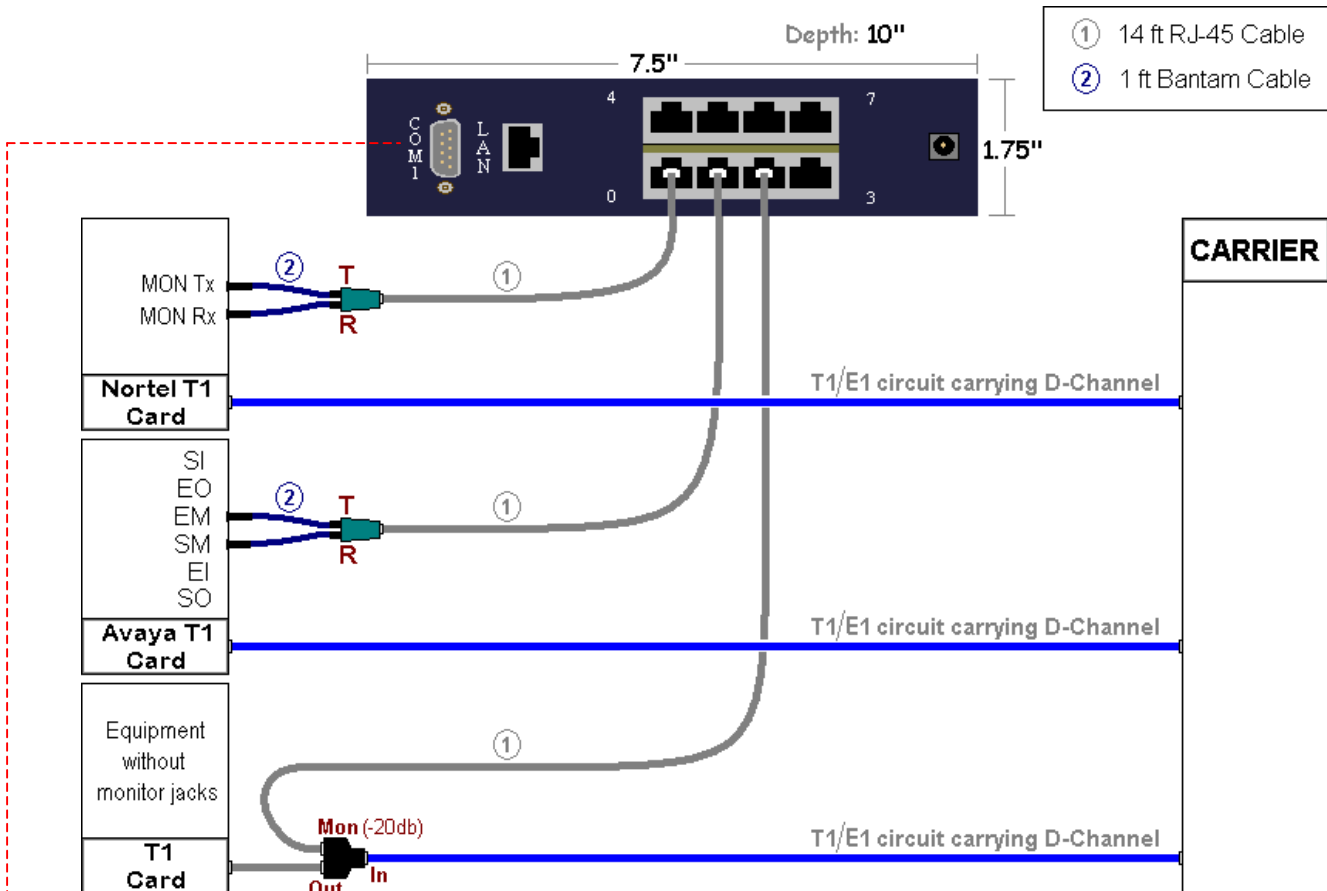 Depth: 10"
7.5"
1 14 ft RJ-45 Cable
2 1 ft Bantam Cable
4
7
COM1
LAN
1.75"
0
3
CARRIER
MON Tx
MON Rx
2
T
R
1
Nortel T1
Card
T1/E1 circuit carrying D-Channel
SI
EO
EM
SM
EI
SO
2
T
R
1
Avaya T1
Card
T1/E1 circuit carrying D-Channel
Equipment
without
monitor jacks
1
Mon (-20db)
T1/E1 circuit carrying D-Channel
T1
Card
In
Out